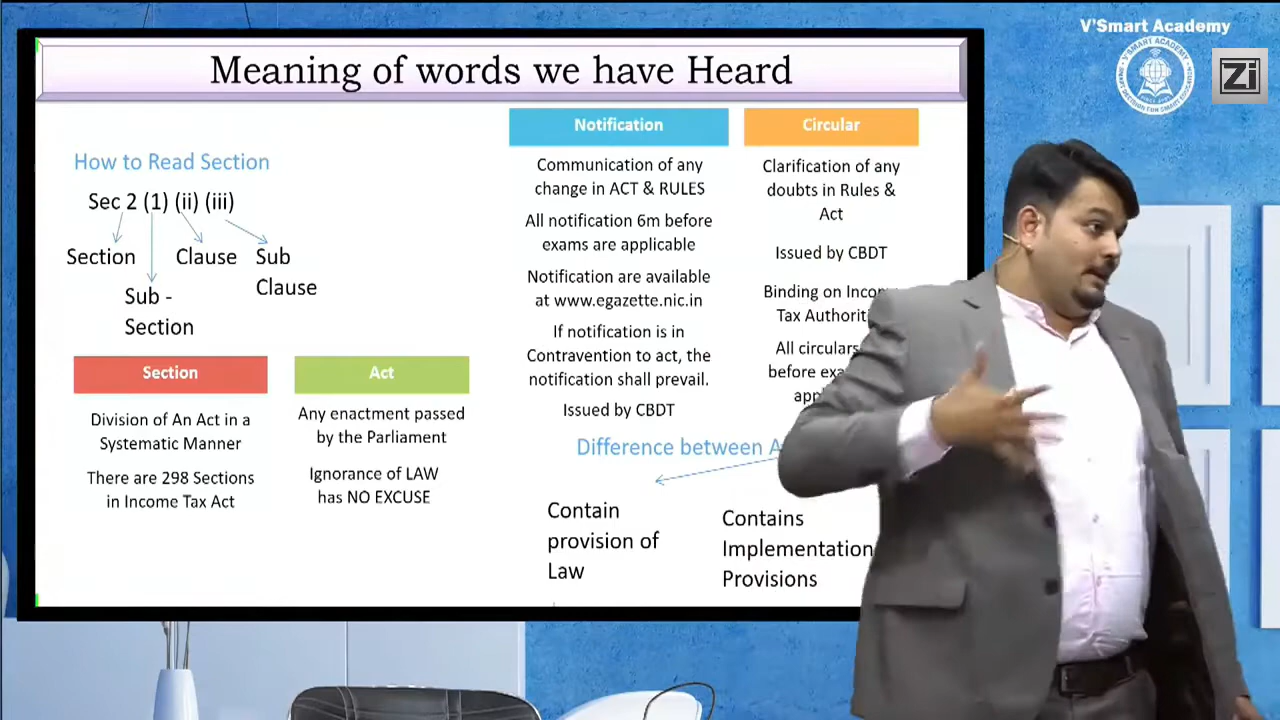 V'Smart Academy
Zi
Meaning of words we have Heard
How to Read Section
Sec 2 (1) (ii) (iii)
Section
Clause
Sub
Clause
Sub -
Section
Section
Division of An Act in a
Systematic Manner
There are 298 Sections
in Income Tax Act
Act
Any enactment passed
by the Parliament
Ignorance of LAW
has NO EXCUSE
Notification
Communication of any
change in ACT & RULES
All notification 6m before
exams are applicable
Notification are available
at www.egazette.nic.in
If notification is in
Contravention to act, the
notification shall prevail.
Issued by CBDT
Circular
Clarification of any
doubts in Rules &
Act
Issued by CBDT
Binding on
Tax
All circulars
before
Difference between
Contain
provision of
Law
Contains
Implementation
Provisions